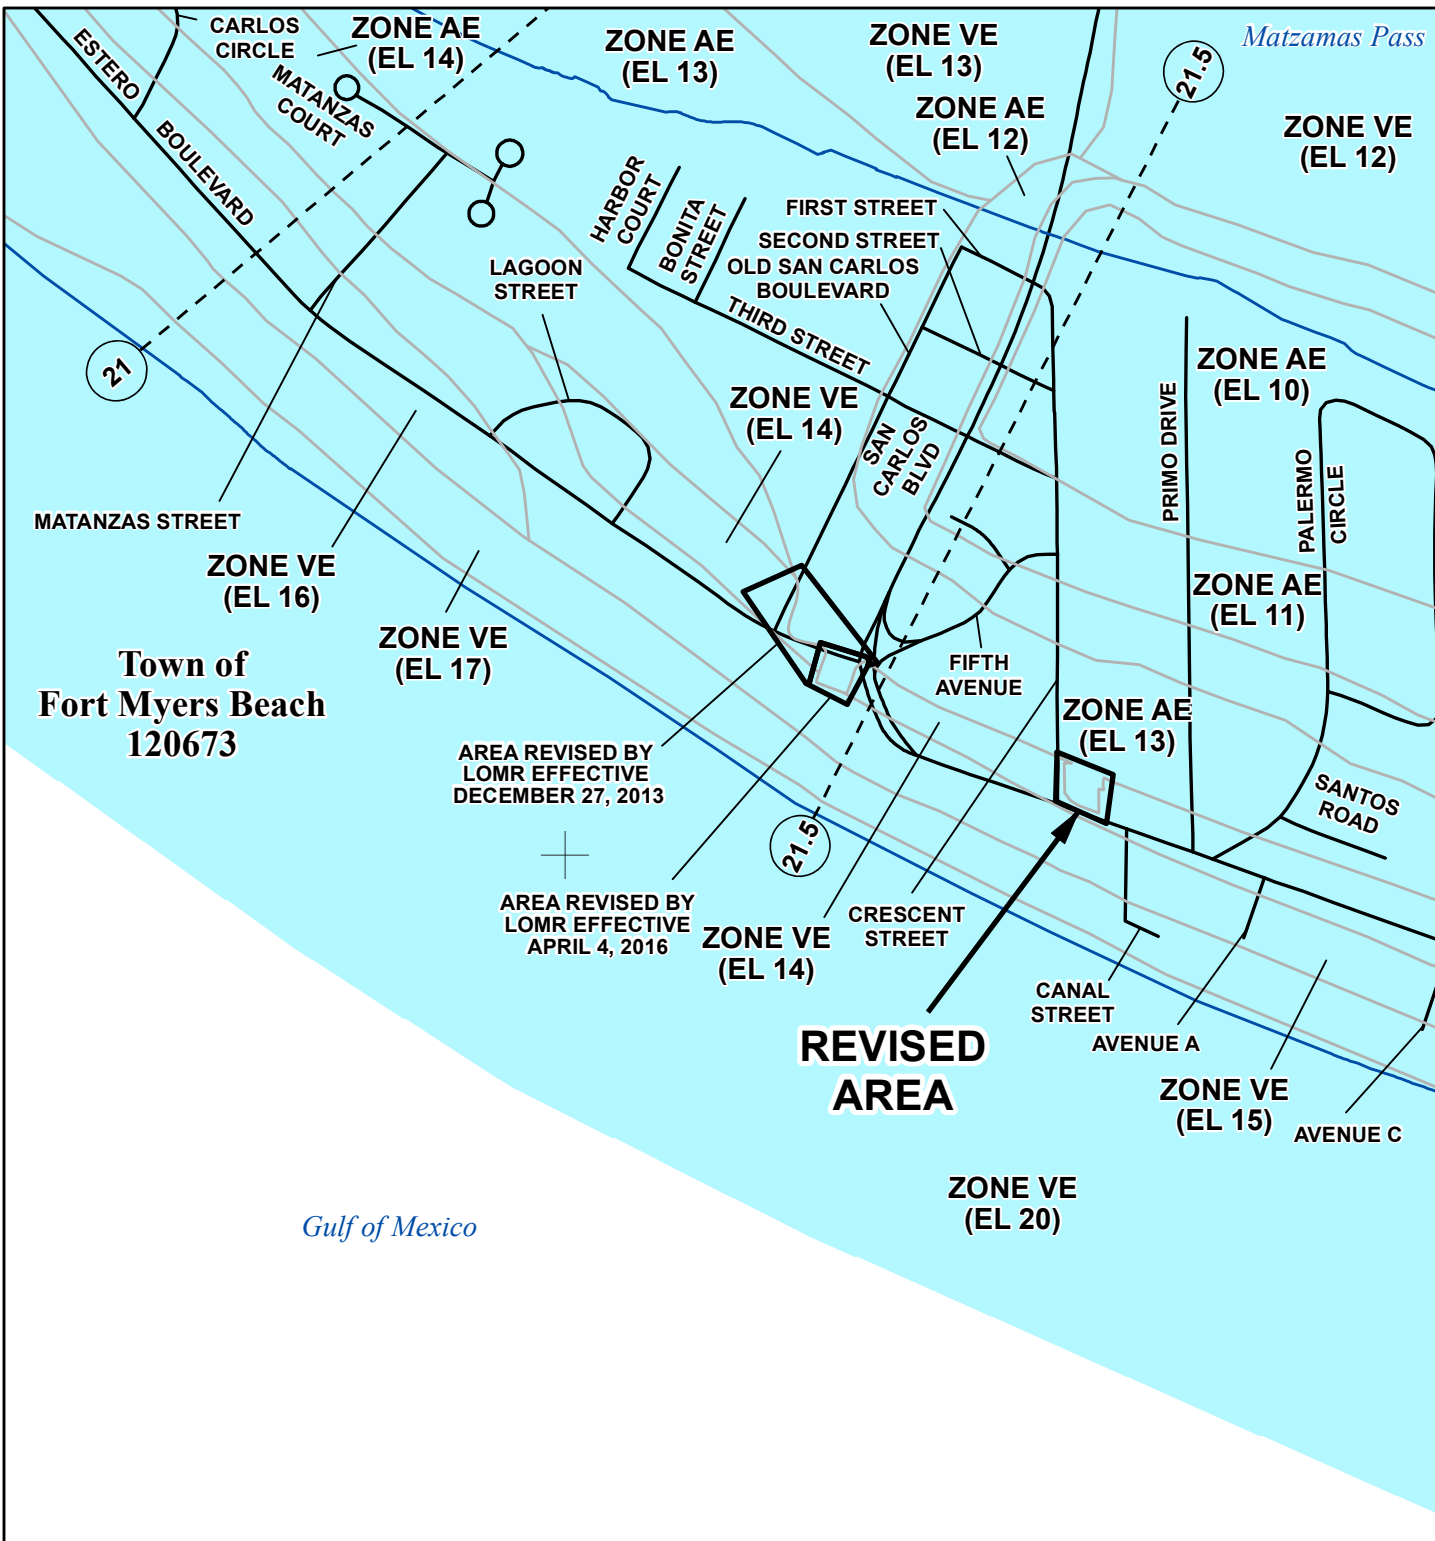 CARLOS
CIRCLE
ZONE AE
(EL 14)
ZONE AE
(EL 13)
ZONE VE
(EL 13)
Matzamas Pass
ESTERO
BOULEVARD
MATANZAS
COURT
21.5
ZONE AE
(EL 12)
ZONE VE
(EL 12)
HARBOR
COURT
BONITA
STREET
FIRST STREET
SECOND STREET
OLD SAN CARLOS
BOULEVARD
LAGOON
STREET
THIRD STREET
21
ZONE AE
(EL 10)
ZONE VE
(EL 14)
SAN
CARLOS
BLVD
PRIMO DRIVE
PALERMO
CIRCLE
MATANZAS STREET
ZONE VE
(EL 16)
ZONE AE
(EL 11)
ZONE VE
(EL 17)
Town of
Fort Myers Beach
120673
FIFTH
AVENUE
ZONE AE
(EL 13)
AREA REVISED BY
LOMR EFFECTIVE
DECEMBER 27, 2013
SANTOS
ROAD
21.5
AREA REVISED BY
LOMR EFFECTIVE
APRIL 4, 2016
ZONE VE
(EL 14)
CRESCENT
STREET
CANAL
STREET
REVISED
AREA
AVENUE A
ZONE VE
(EL 15)
AVENUE C
ZONE VE
(EL 20)
Gulf of Mexico